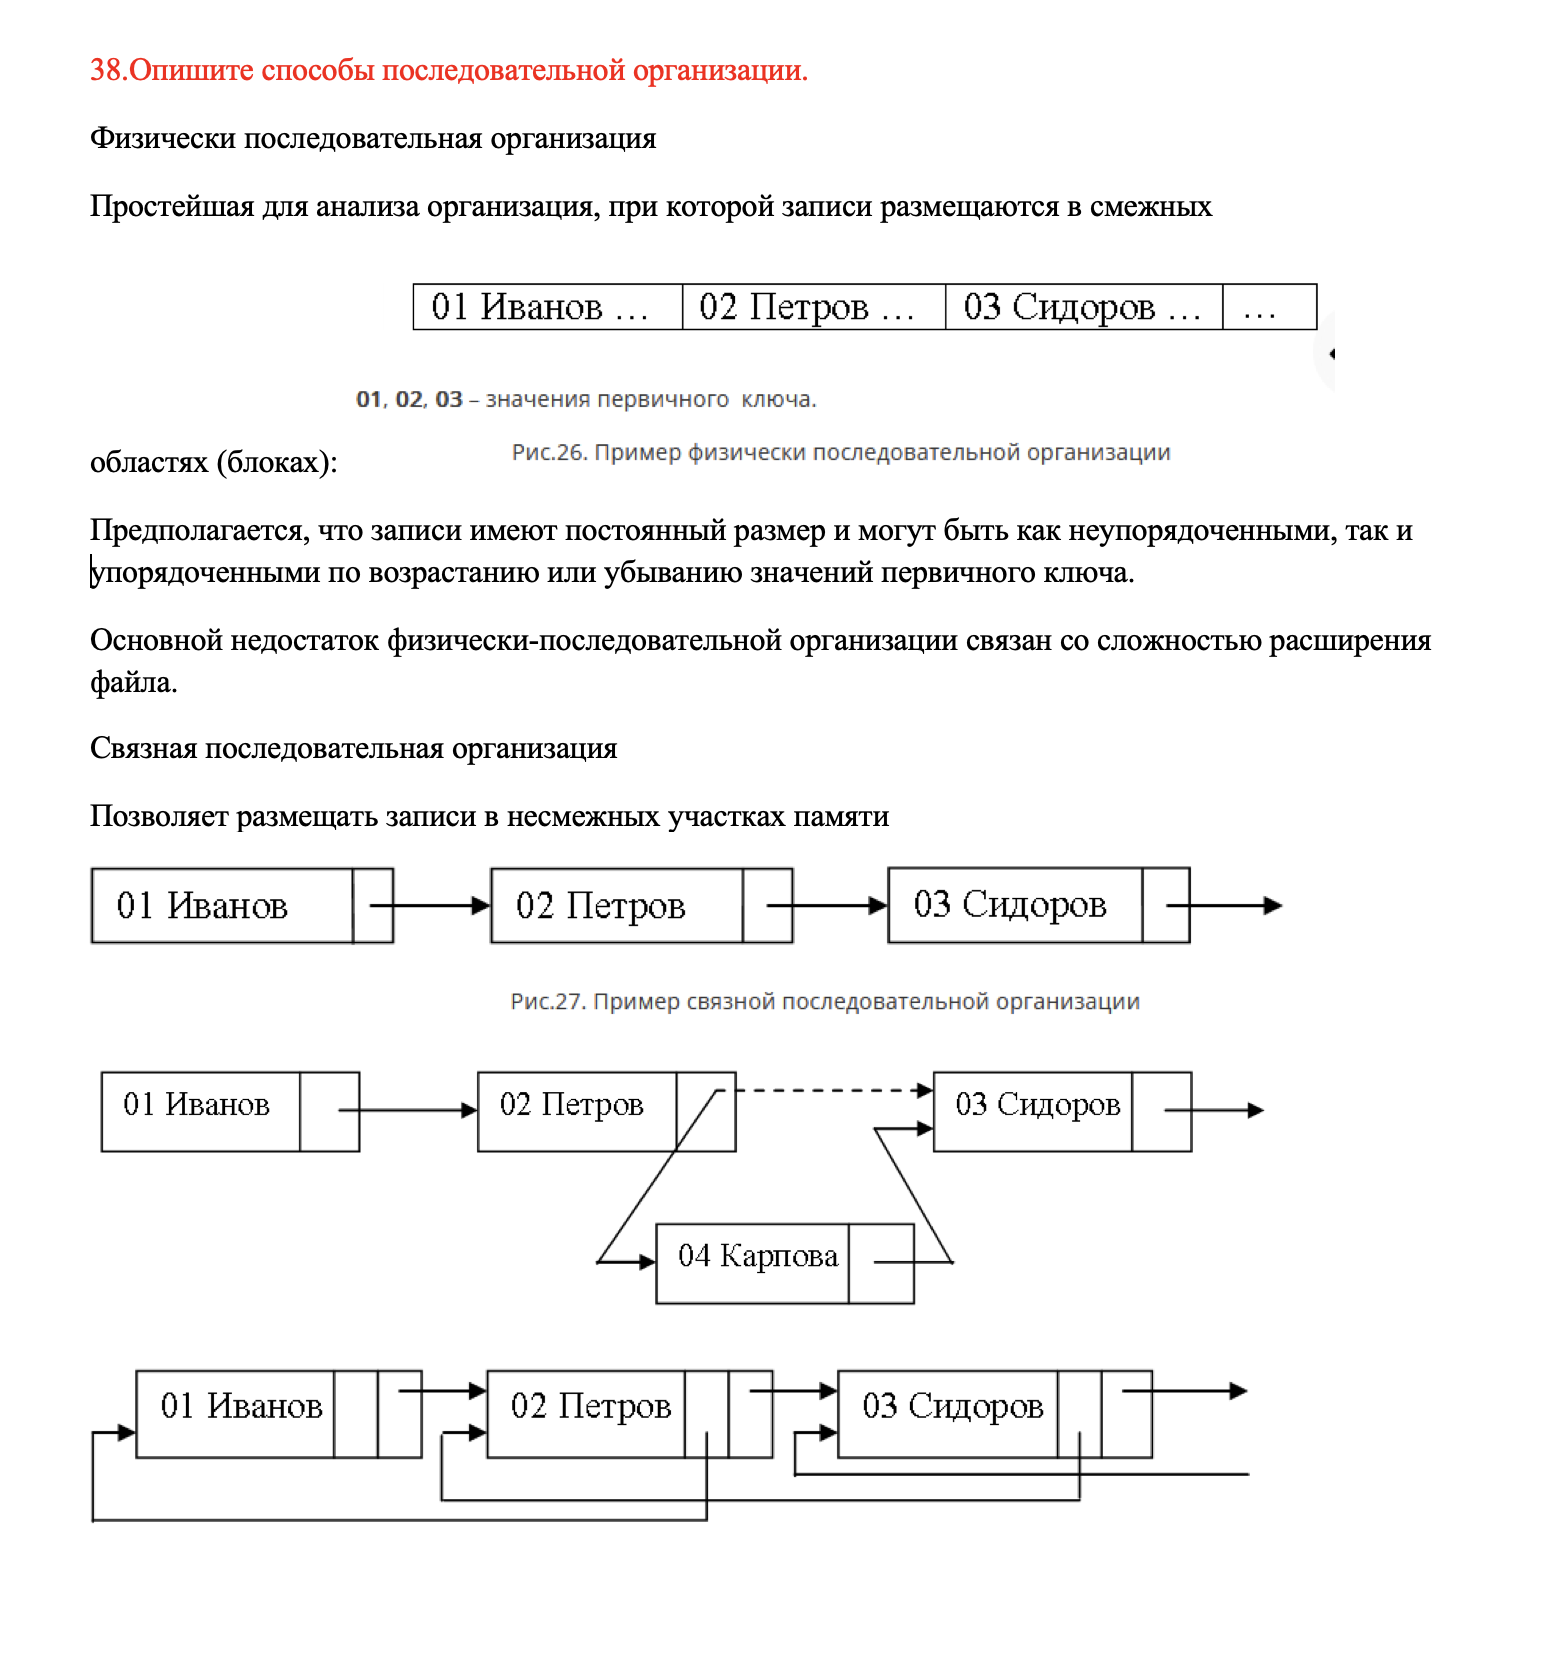 38.Опишите способы последовательной организации.
Физически последовательная организация
Простейшая для анализа организация, при которой записи размещаются в смежных
01 Иванов ... 02 Петров ... 03 Сидоров ... ...
01, 02, 03 – значения первичного ключа.
областях (блоках):
Рис.26. Пример физически последовательной организации
Предполагается, что записи имеют постоянный размер и могут быть как неупорядоченными, так и
упорядоченными по возрастанию или убыванию значений первичного ключа.
Основной недостаток физически-последовательной организации связан со сложностью расширения
файла.
Связная последовательная организация
Позволяет размещать записи в несмежных участках памяти
01 Иванов 02 Петров 03 Сидоров
Рис.27. Пример связной последовательной организации
01 Иванов 02 Петров 03 Сидоров
04 Карпова
01 Иванов 02 Петров 03 Сидоров